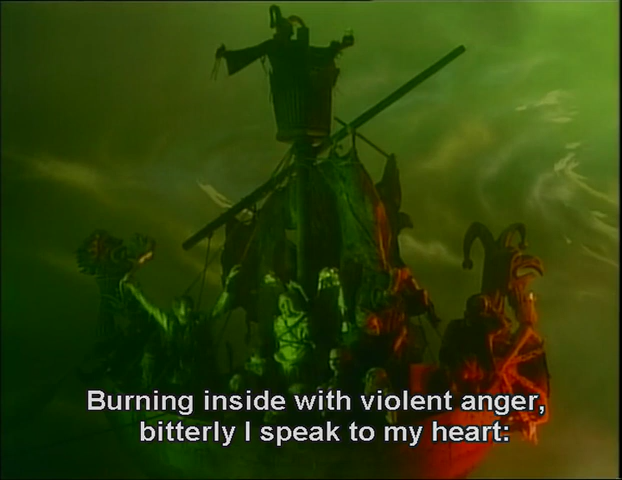 Burning inside with violent anger,
bitterly I speak to my heart: